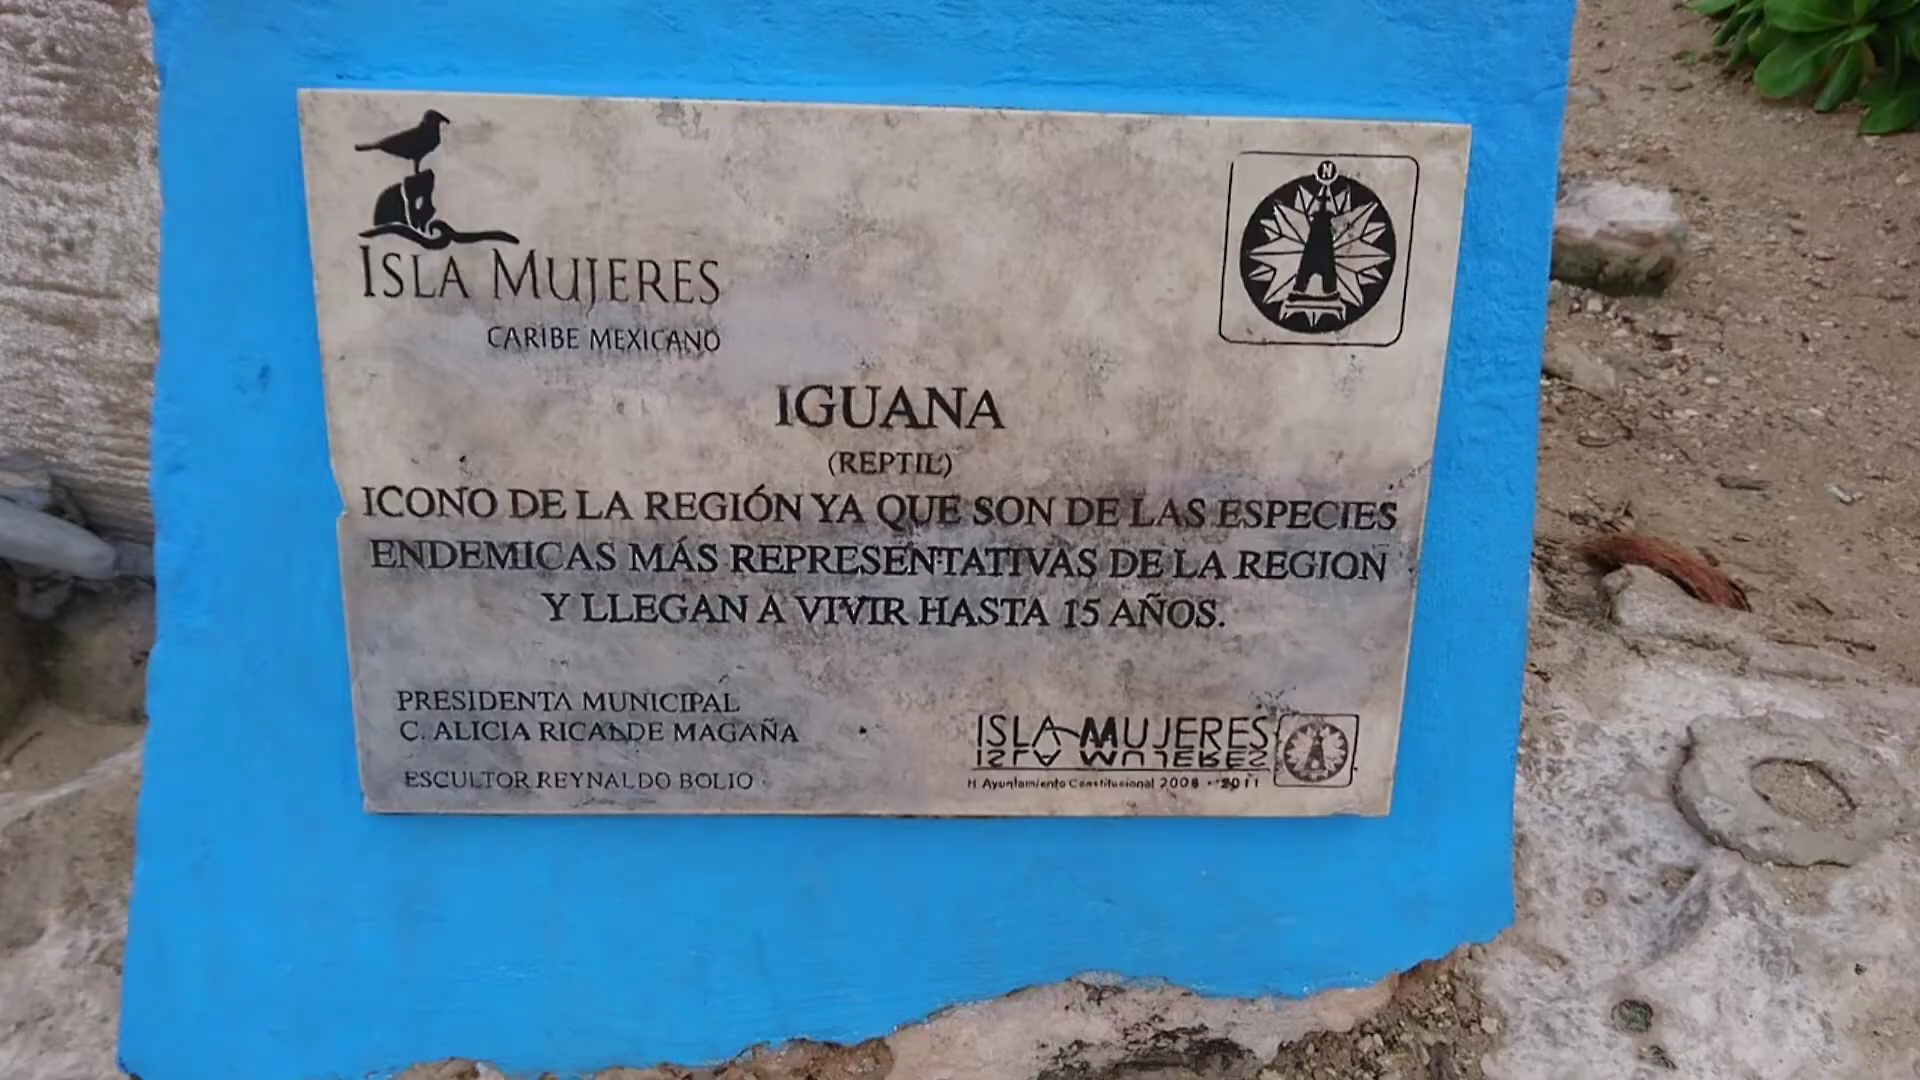 N
ISLA MUJERES
CARIBE MEXICANO
IGUANA
(REPTIL)
ICONO DE LA REGIÓN YA QUE SON DE LAS ESPECIES
ENDEMICAS MÁS REPRESENTATIVAS DE LA REGION
Y LLEGAN A VIVIR HASTA 15 AÑOS.
PRESIDENTA MUNICIPAL
C. ALICIA RICALDE MAGAÑA
ESCULTOR REYNALDO BOLIO
ISLA MUJERES
H Ayuntamiento Constitucional 2008 - 2011